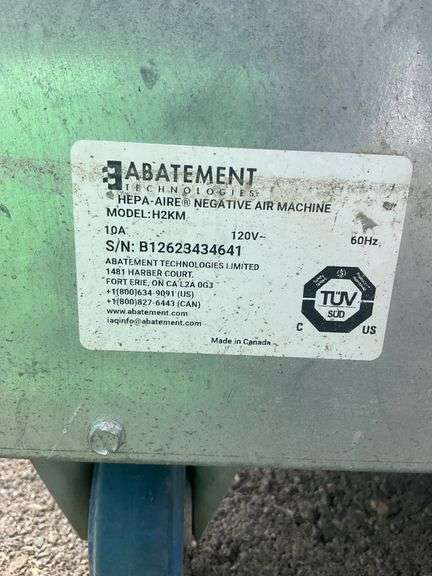 ABATEMENT
TECHNOLOGIES®
HEPA-AIRE® NEGATIVE AIR MACHINE
MODEL:H2KM
10A 120V~ 60Hz
S/N: B12623434641
ABATEMENT TECHNOLOGIES LIMITED
1481 HARBER COURT.
FORT ERIE, ON CA L2A 0G3
+1(800)634-9091 (US)
+1(800)827-6443 (CAN)
www.abatement.com
iaqinfo@abatement.com
TÜV
SÜD
C US
Made in Canada